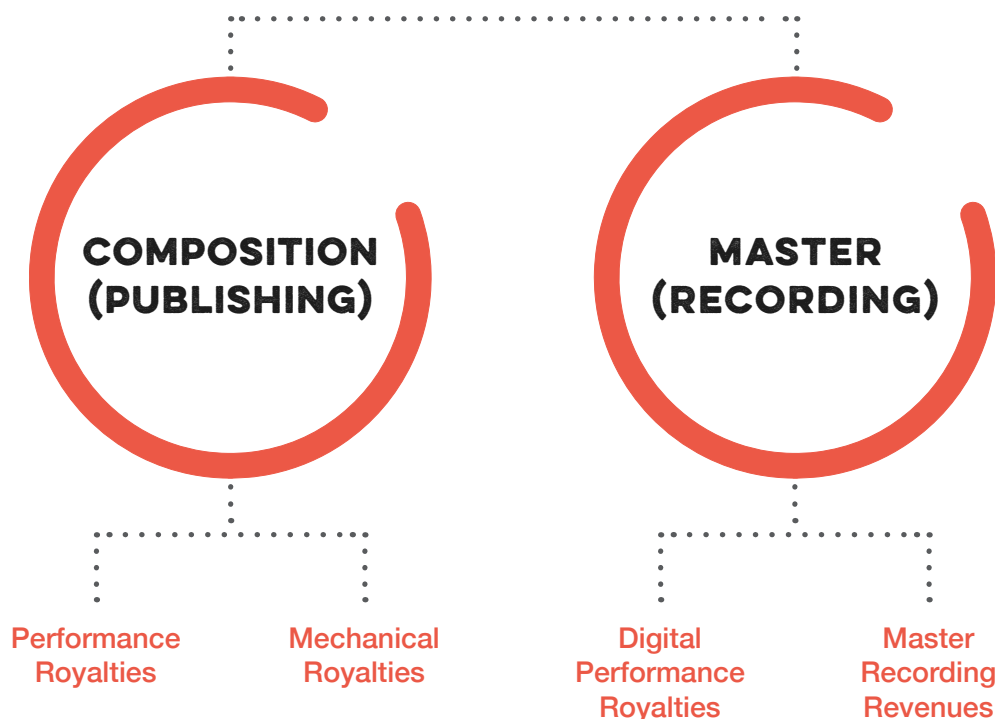 COMPOSITION
(PUBLISHING)
MASTER
(RECORDING)
Performance
Royalties
Mechanical
Royalties
Digital
Performance
Royalties
Master
Recording
Revenues